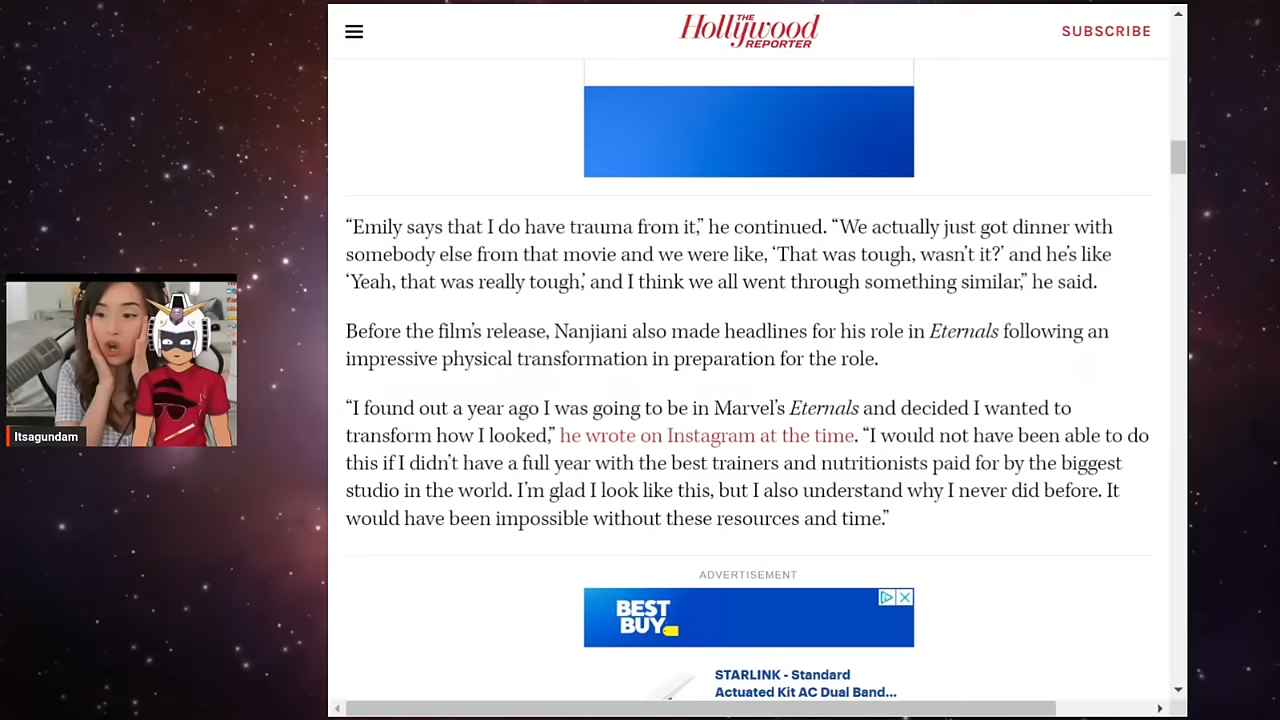 THE
Hollywood
REPORTER
SUBSCRIBE
“Emily says that I do have trauma from it,” he continued. “We actually just got dinner with
somebody else from that movie and we were like, ‘That was tough, wasn’t it?’ and he’s like
‘Yeah, that was really tough,’ and I think we all went through something similar,” he said.
Before the film’s release, Nanjiani also made headlines for his role in Eternals following an
impressive physical transformation in preparation for the role.
“I found out a year ago I was going to be in Marvel’s Eternals and decided I wanted to
transform how I looked,” he wrote on Instagram at the time. “I would not have been able to do
this if I didn’t have a full year with the best trainers and nutritionists paid for by the biggest
studio in the world. I’m glad I look like this, but I also understand why I never did before. It
would have been impossible without these resources and time.”
Itsagundam
ADVERTISEMENT
BEST
BUY
STARLINK - Standard
Actuated Kit AC Dual Band...